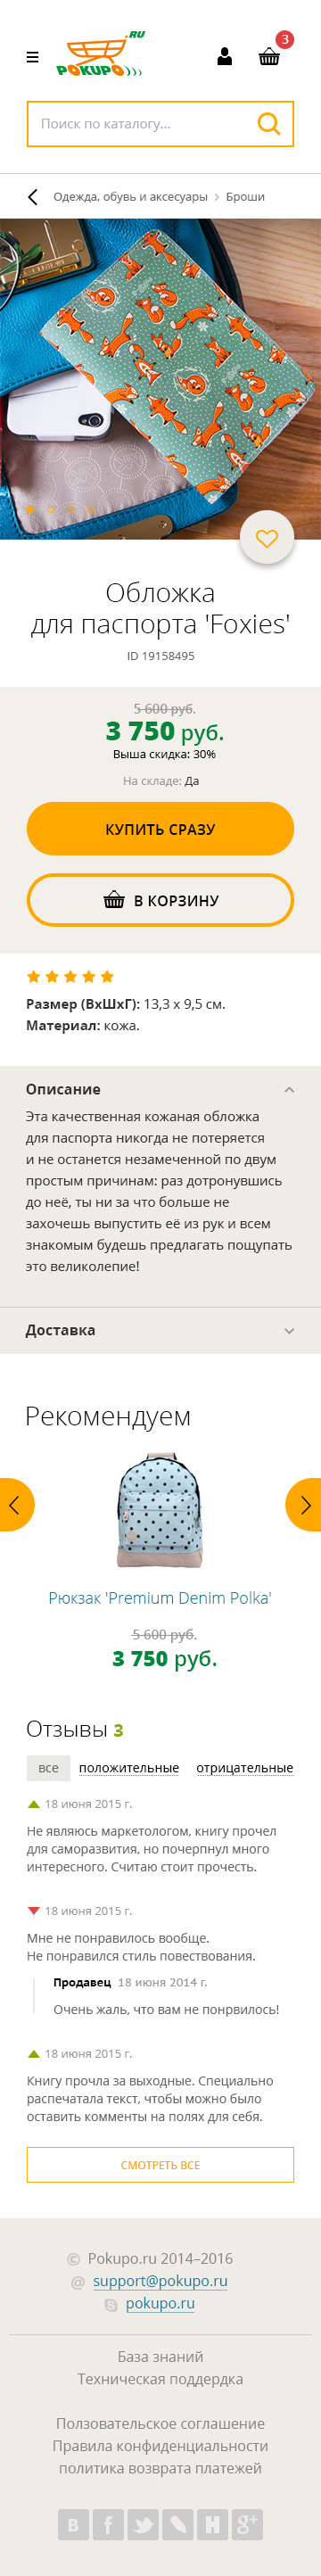 POKUPO.RU
3
Поиск по каталогу...
Одежда, обувь и аксесуары > Броши
Обложка
для паспорта 'Foxies'
ID 19158495
5 600 руб.
3 750 руб.
Выша скидка: 30%
На складе: Да
КУПИТЬ СРАЗУ
В КОРЗИНУ
Размер (ВхШхГ): 13,3 х 9,5 см.
Материал: кожа.
Описание
Эта качественная кожаная обложка
для паспорта никогда не потеряется
и не останется незамеченной по двум
простым причинам: раз дотронувшись
до неё, ты ни за что больше не
захочешь выпустить её из рук и всем
знакомым будешь предлагать пощупать
это великолепие!
Доставка
Рекомендуем
Рюкзак 'Premium Denim Polka'
5 600 руб.
3 750 руб.
Отзывы 3
все положительные отрицательные
18 июня 2015 г.
Не являюсь маркетологом, книгу прочел
для саморазвития, но почерпнул много
интересного. Считаю стоит прочесть.
18 июня 2015 г.
Мне не понравилось вообще.
Не понравился стиль повествования.
Продавец 18 июня 2014 г.
Очень жаль, что вам не понрвилось!
18 июня 2015 г.
Книгу прочла за выходные. Специально
распечатала текст, чтобы можно было
оставить комменты на полях для себя.
СМОТРЕТЬ ВСЕ
© Pokupo.ru 2014–2016
@ support@pokupo.ru
pokupo.ru
База знаний
Техническая поддердка
Ползовательское соглашение
Правила конфиденциальности
политика возврата платежей